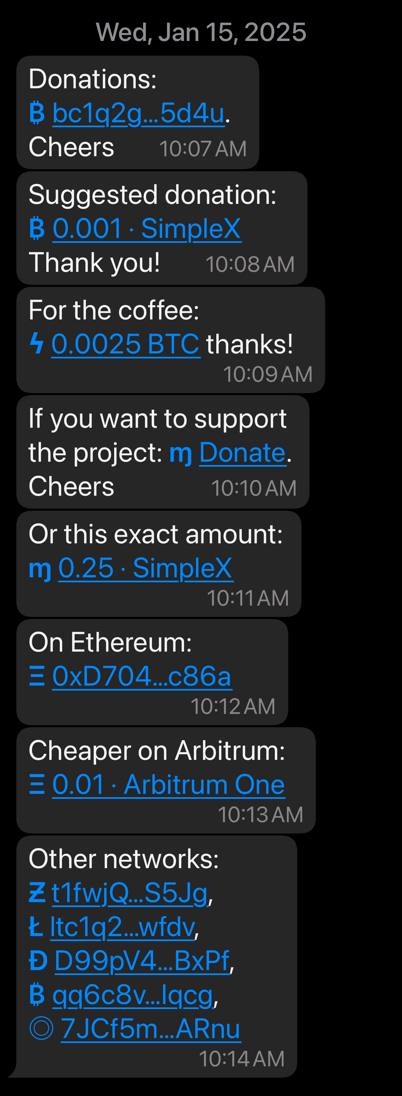 Wed, Jan 15, 2025
Donations:
₿ bc1q2g...5d4u.
Cheers 10:07 AM
Suggested donation:
₿ 0.001 · SimpleX
Thank you! 10:08 AM
For the coffee:
ϟ 0.0025 BTC thanks!
10:09 AM
If you want to support
the project: ɱ Donate.
Cheers 10:10 AM
Or this exact amount:
ɱ 0.25 · SimpleX
10:11 AM
On Ethereum:
Ξ 0xD704...c86a
10:12 AM
Cheaper on Arbitrum:
Ξ 0.01 · Arbitrum One
10:13 AM
Other networks:
Ƶ t1fwjQ...S5Jg,
Ł ltc1q2...wfdv,
Ð D99pV4...BxPf,
₿ qq6c8v...lqcg,
◎ 7JCf5m...ARnu
10:14 AM